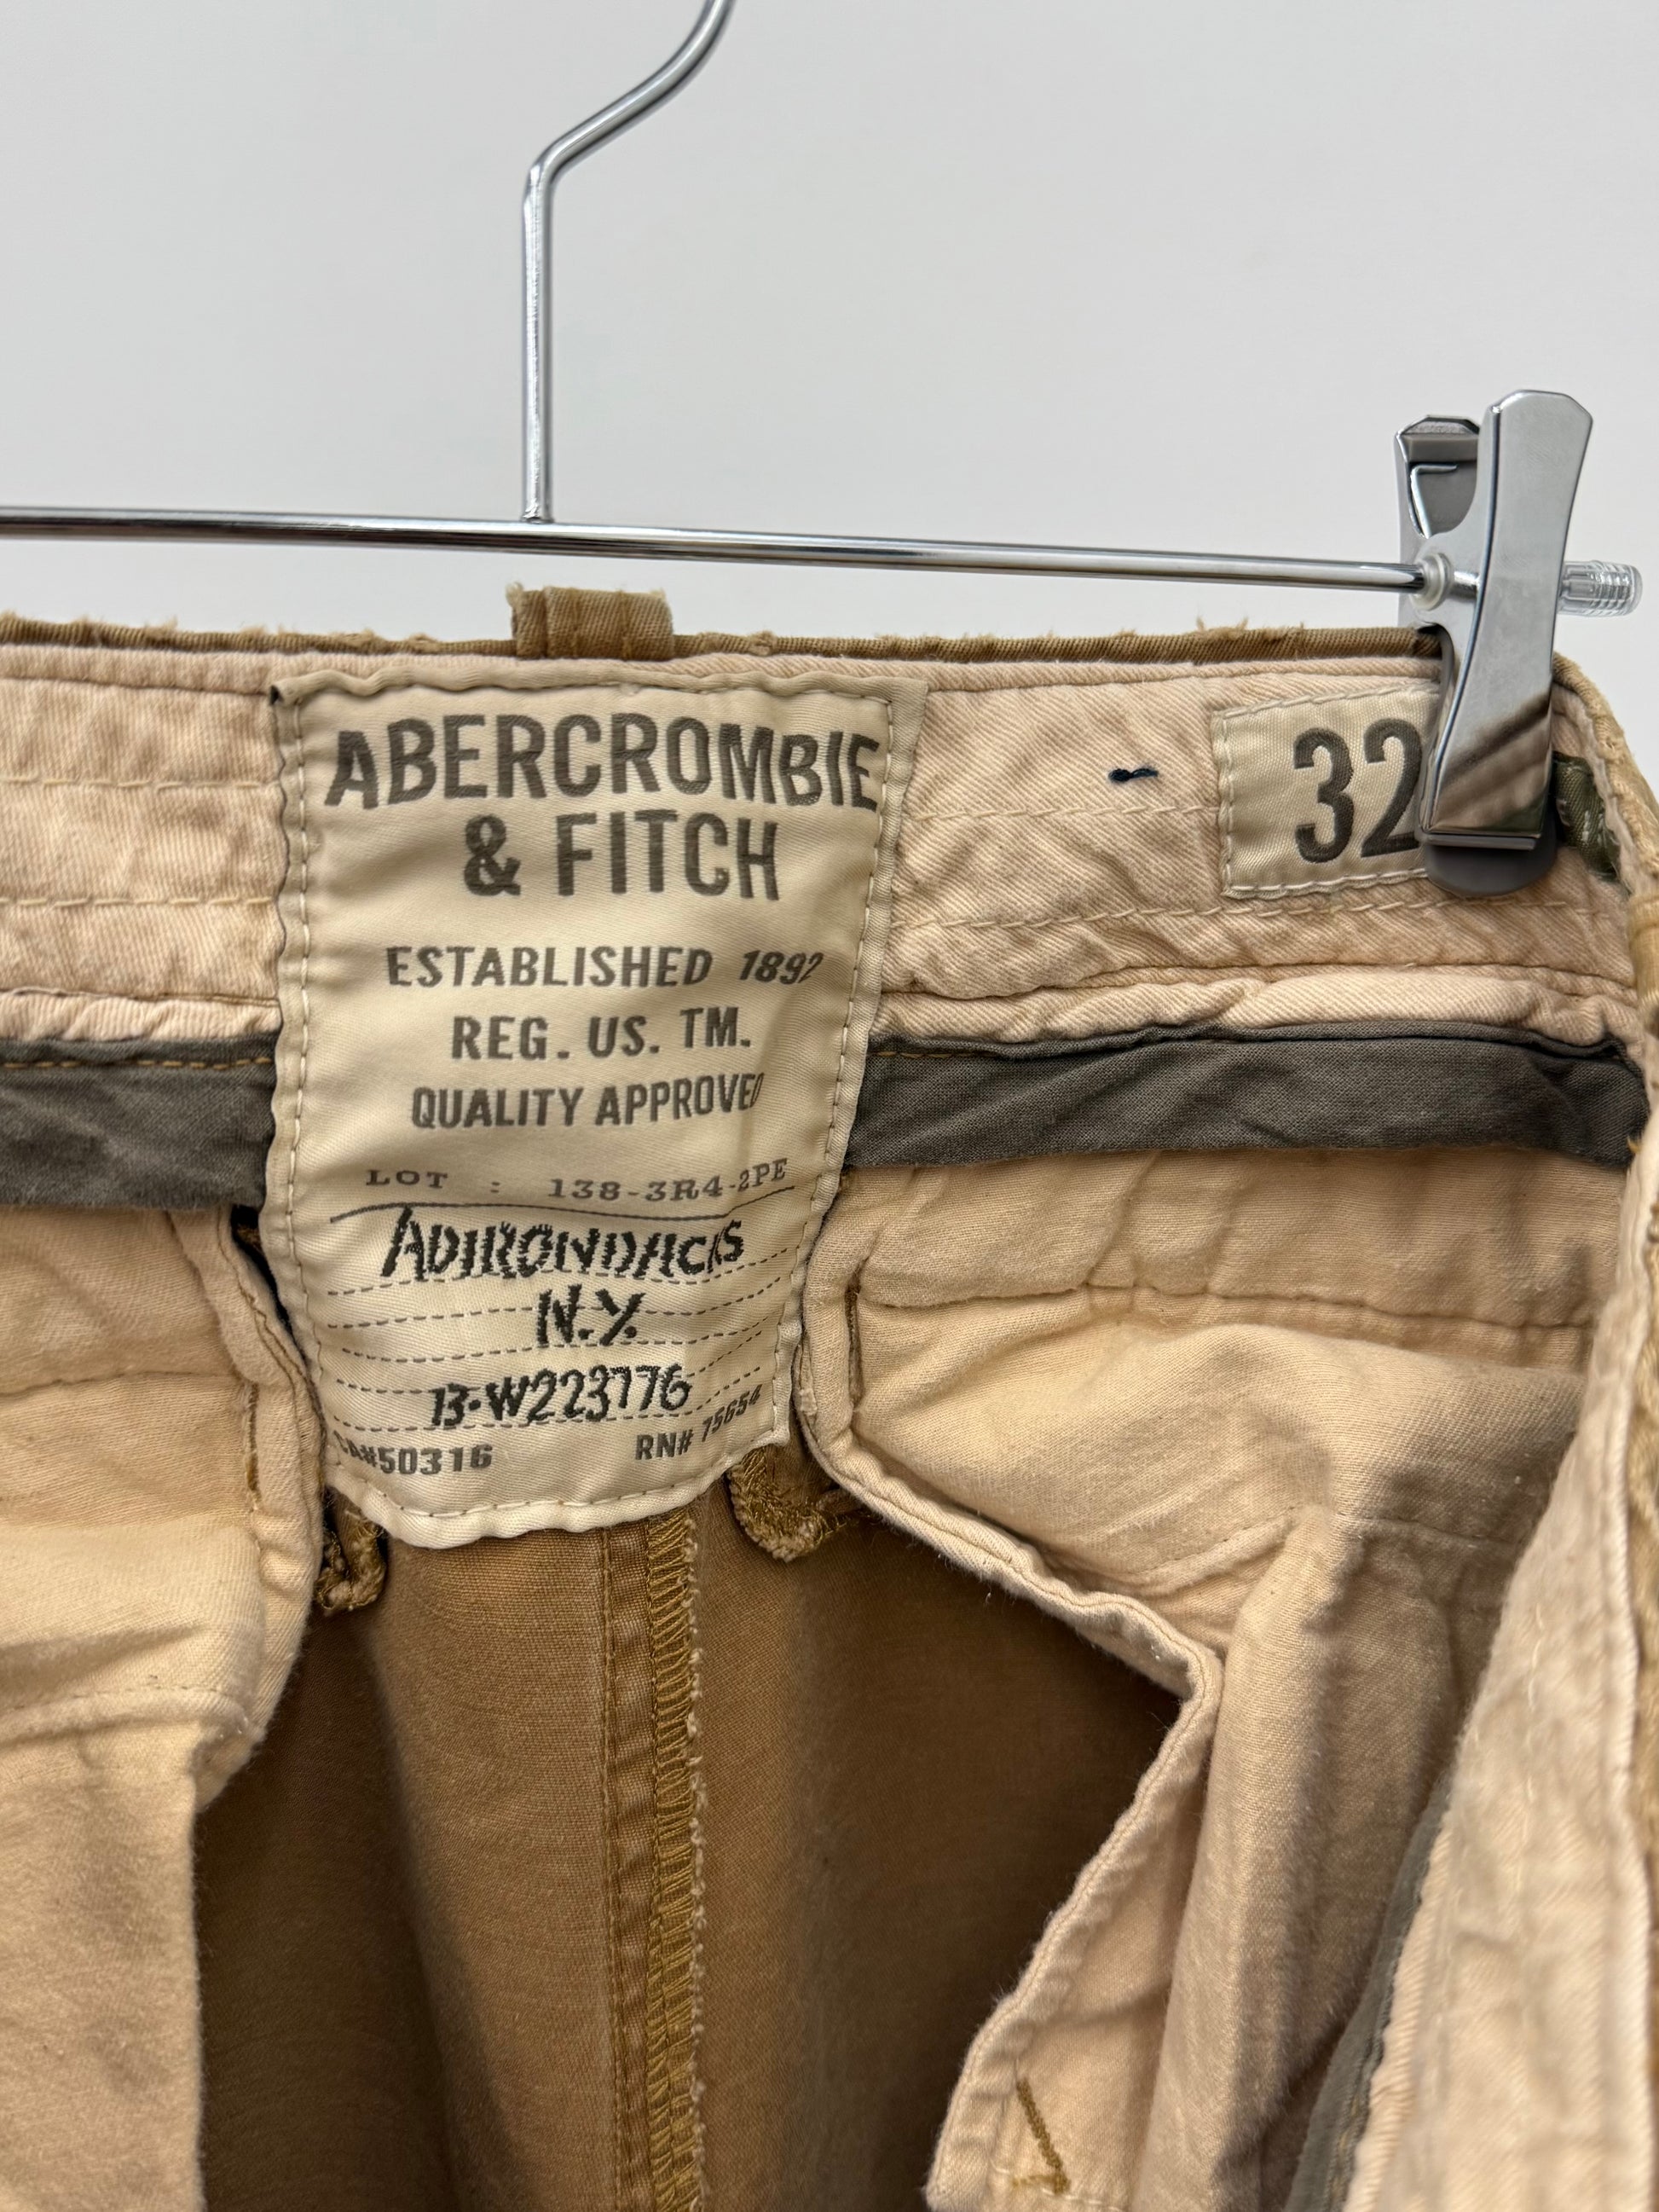 ABERCROMBIE
& FITCH
ESTABLISHED 1892
REG. US. TM.
QUALITY APPROVED
LOT : 138-3R4-2PE
ADIRONDACKS
N.Y.
13-W223776
CA#50316 RN# 75654
32